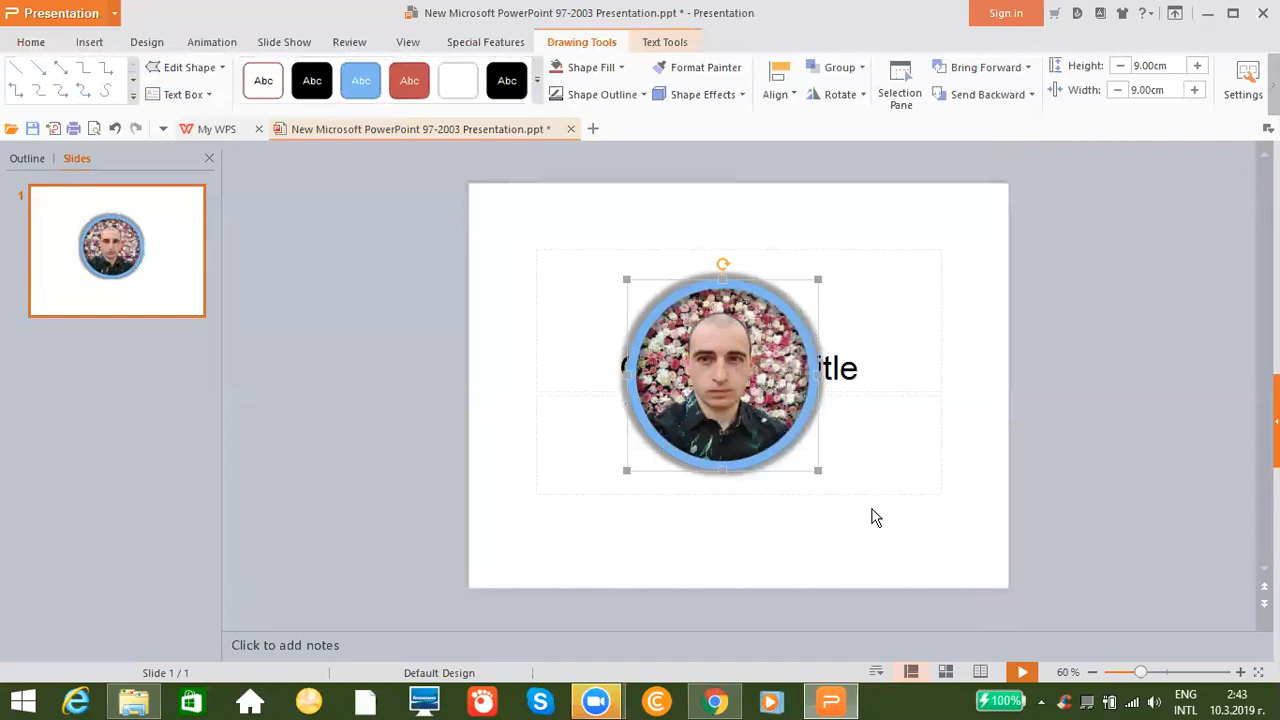 Presentation
New Microsoft PowerPoint 97-2003 Presentation.ppt * - Presentation
Sign in
Home Insert Design Animation Slide Show Review View Special Features Drawing Tools Text Tools
Edit Shape
Text Box
Abc Abc Abc Abc Abc
Shape Fill
Shape Outline
Format Painter
Shape Effects
Align
Group
Rotate
Selection Pane
Bring Forward
Send Backward
Height: 9.00cm
Width: 9.00cm
Settings
My WPS
New Microsoft PowerPoint 97-2003 Presentation.ppt *
Outline Slides
1
itle
Click to add notes
Slide 1 / 1
Default Design
60 %
100%
ENG
INTL
2:43
10.3.2019 г.